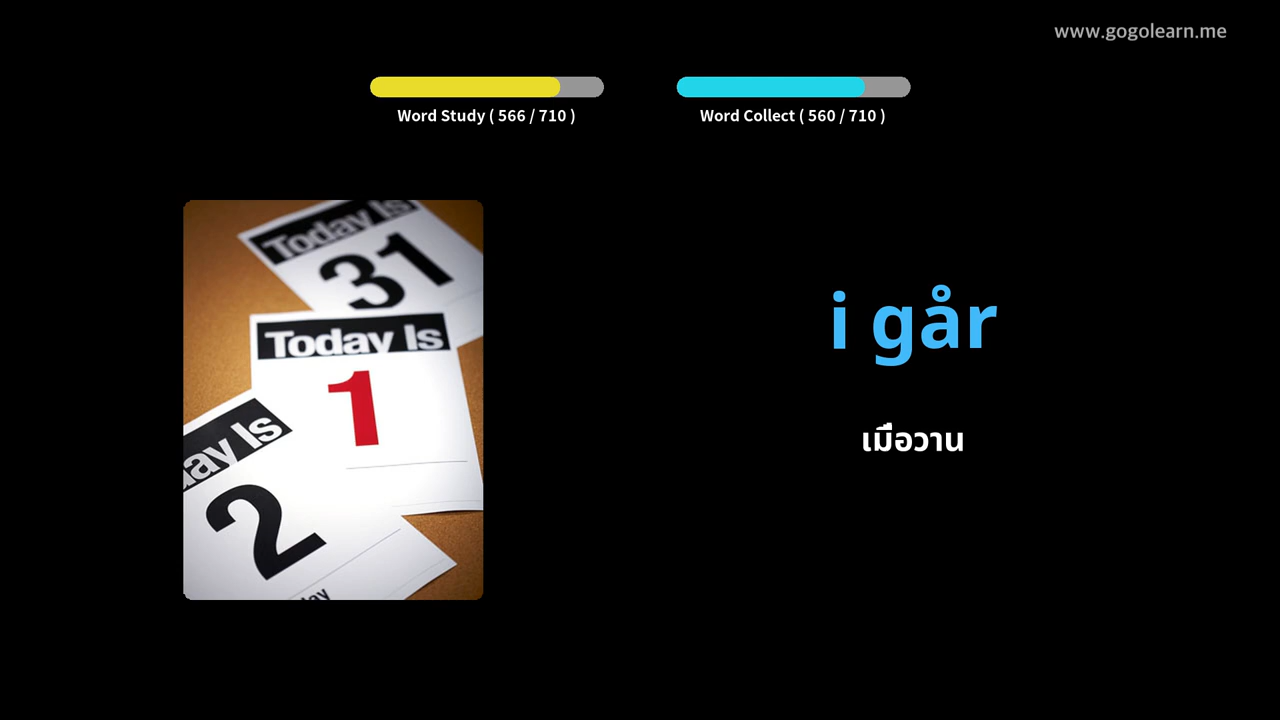 www.gogolearn.me
Word Study ( 566 / 710 )
Word Collect ( 560 / 710 )
Today Is
31
Today Is
1
day Is
2
i går
เมื่อวาน